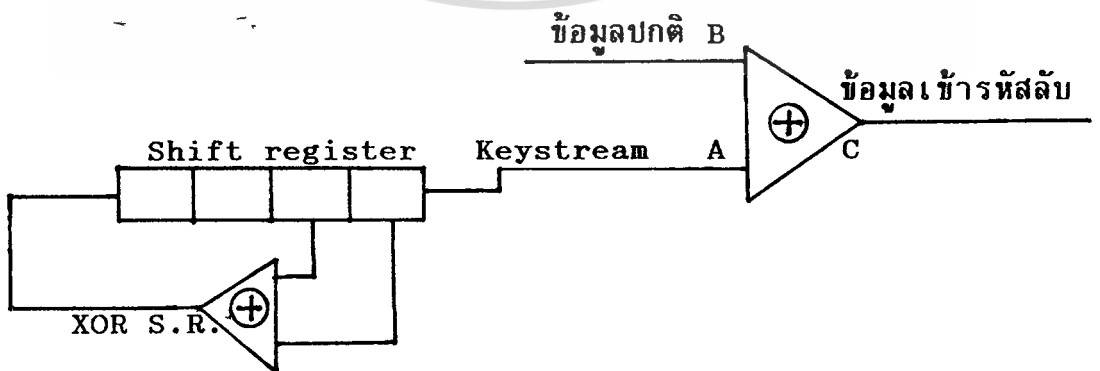 ข้อมูลปกติ B
ข้อมูลเข้ารหัสลับ
Shift register
Keystream
A
C
XOR S.R.